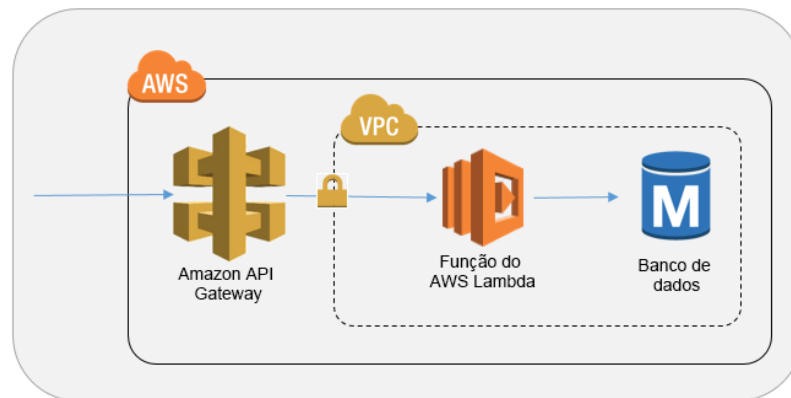 AWS
VPC
M
Amazon API
Gateway
Função do
AWS Lambda
Banco de
dados